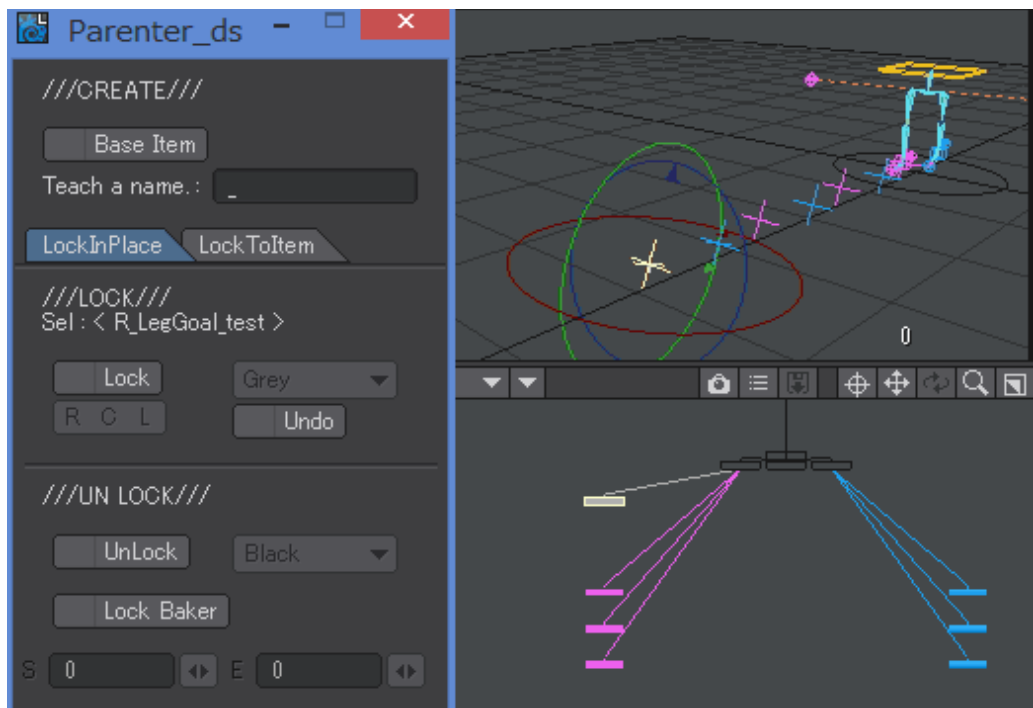 Parenter_ds
///CREATE///
Base Item
Teach a name. : _
LockInPlace LockToItem
///LOCK///
Sel : < R_LegGoal_test >
Lock Grey
R C L Undo
///UN LOCK///
UnLock Black
Lock Baker
S 0 E 0
0